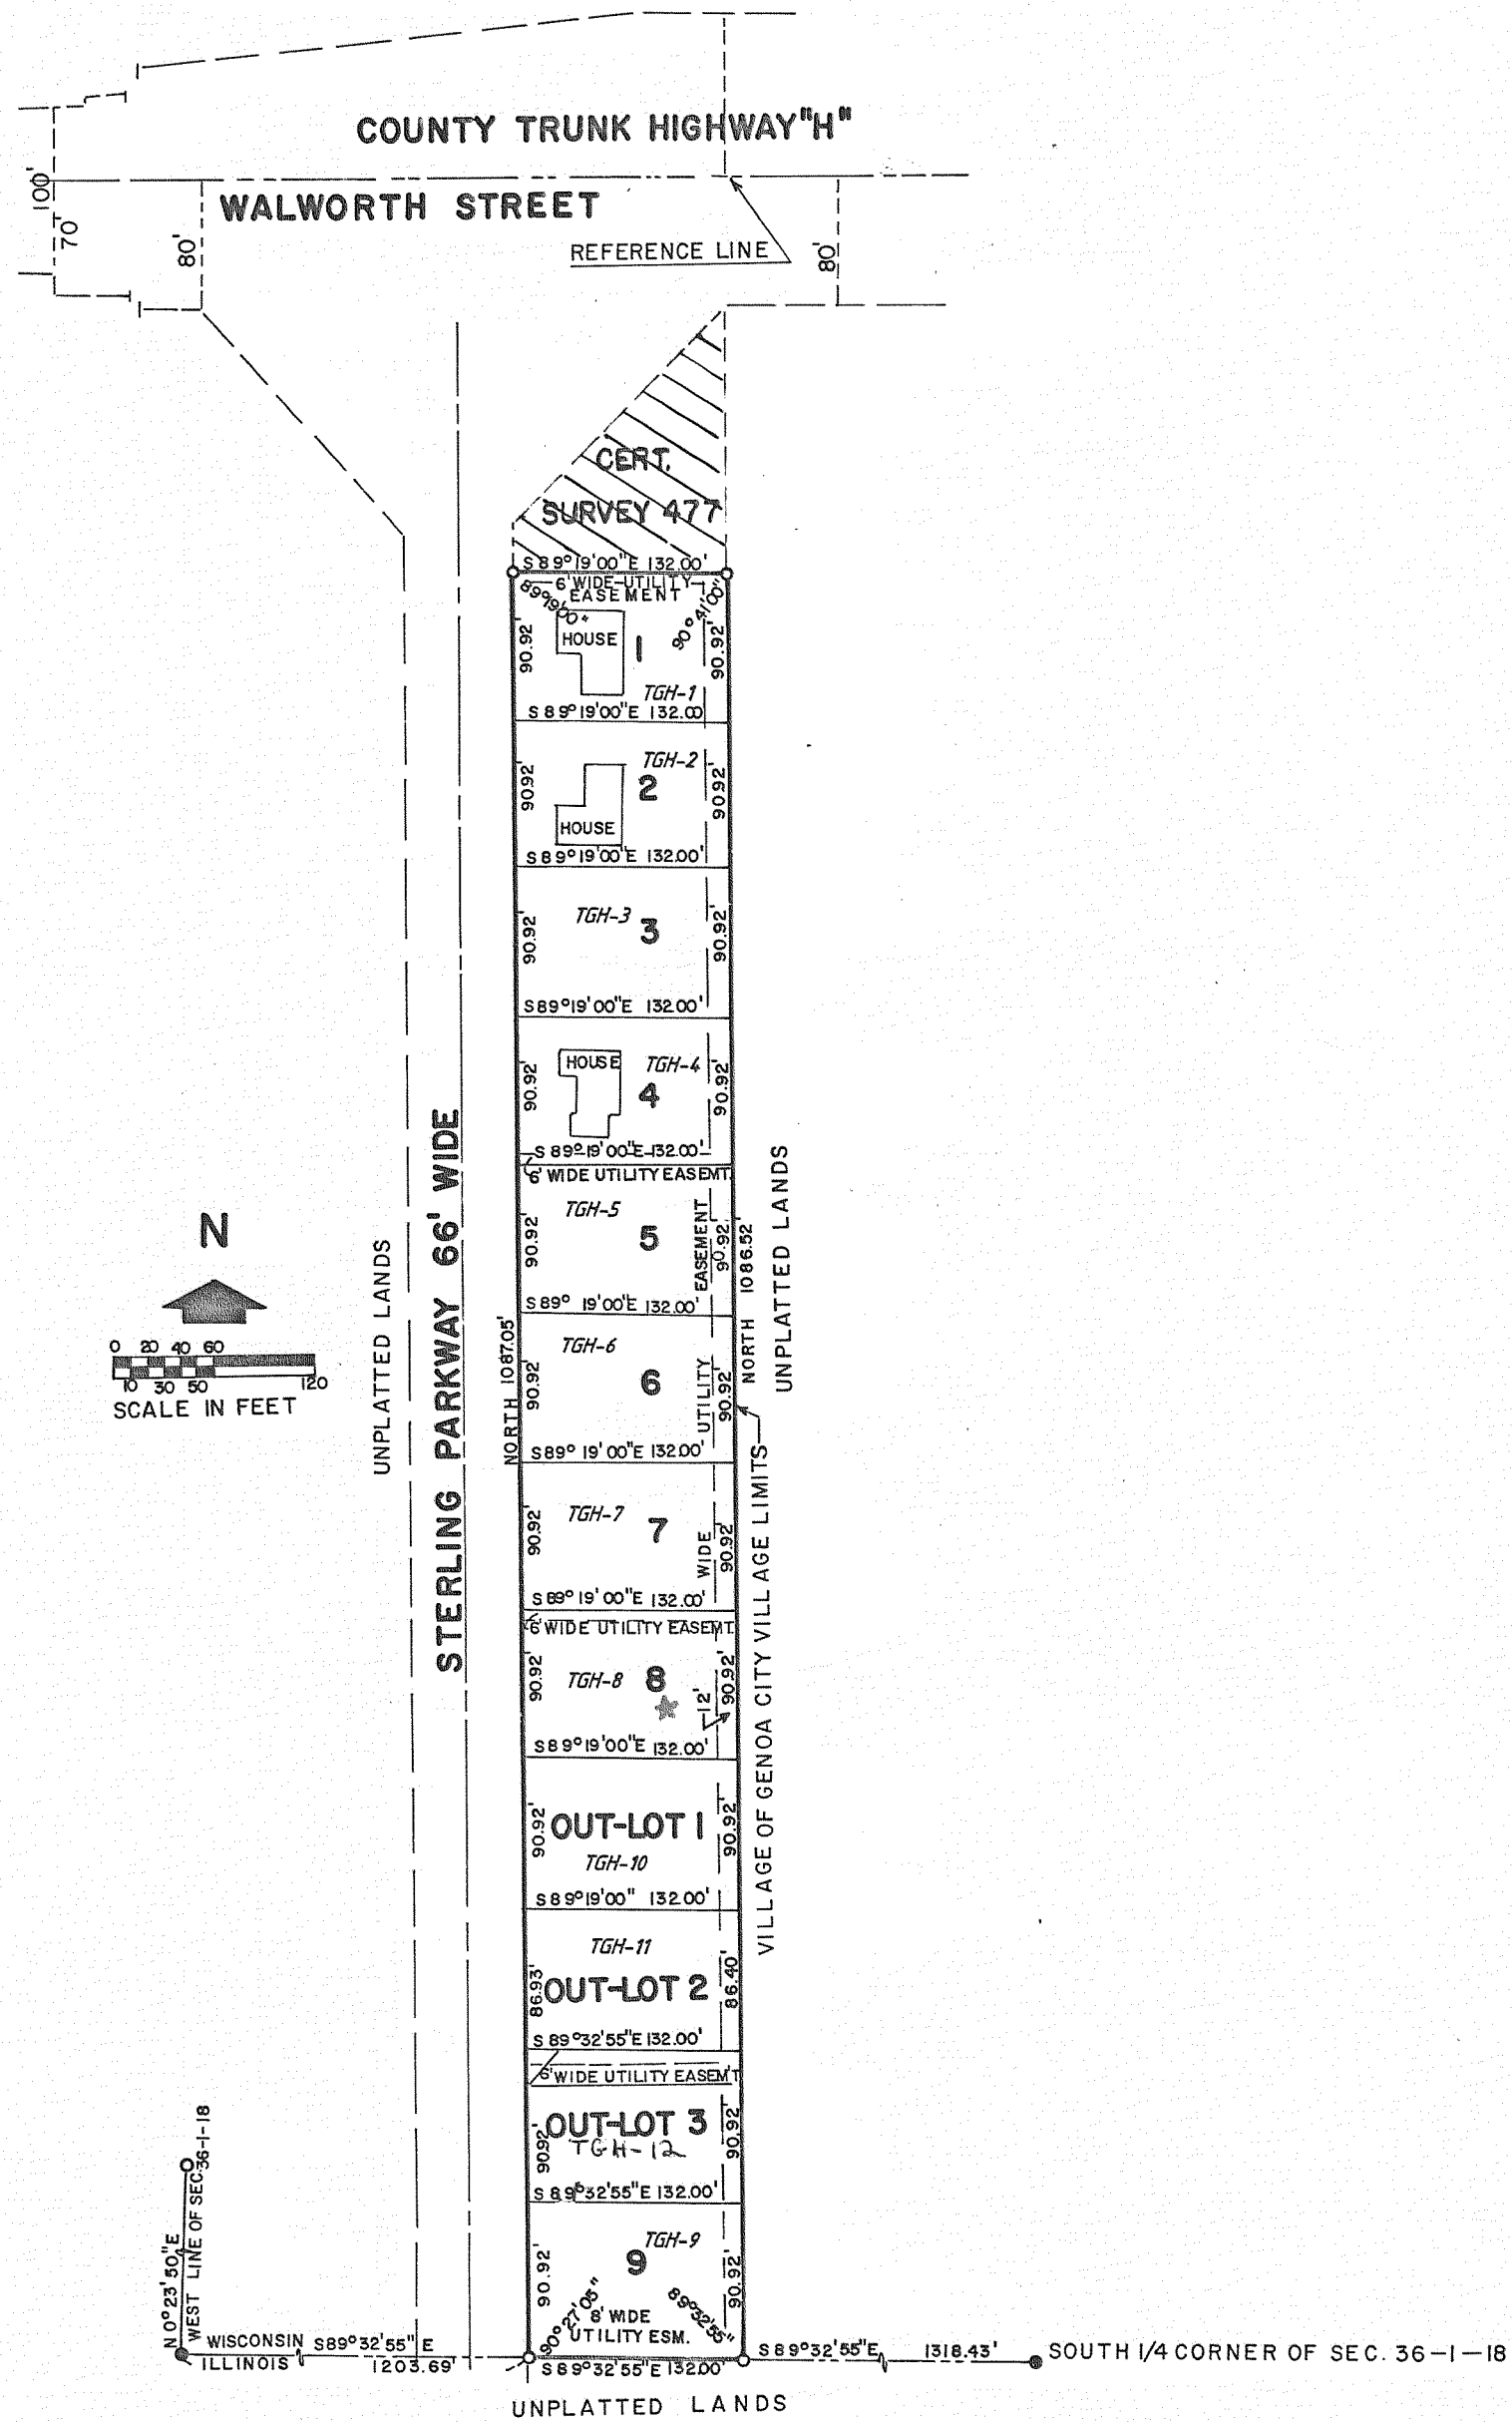 COUNTY TRUNK HIGHWAY "H"
100'
70'
80'
WALWORTH STREET
REFERENCE LINE
80'
CERT.
SURVEY 477
S 89°19'00"E 132.00'
6' WIDE UTILITY
EASEMENT
89°19'00"
90°41'00"
HOUSE
1
90.92'
90.92'
TGH-1
S 89°19'00"E 132.00
TGH-2
2
90.92'
90.92
HOUSE
S89°19'00"E 132.00'
TGH-3
3
90.92'
90.92'
S89°19'00"E 132.00'
HOUSE
TGH-4
4
90.92'
90.92'
S 89°19'00"E 132.00'
6' WIDE UTILITY EASEMT.
TGH-5
5
90.92'
90.92'
EASEMENT
S89° 19'00"E 132.00'
TGH-6
6
90.92'
90.92'
UTILITY
S89° 19' 00"E 132.00'
TGH-7
7
90.92'
90.92'
WIDE
S 89° 19' 00"E 132.00'
6' WIDE UTILITY EASEMT.
TGH-8
8
90.92'
90.92'
12'
S89°19'00"E 132.00'
OUT-LOT 1
90.92'
90.92'
TGH-10
S 89°19'00" 132.00'
TGH-11
86.93'
OUT-LOT 2
86.40'
S 89°32'55"E 132.00'
6' WIDE UTILITY EASEM'T
OUT-LOT 3
TGH-12
90.92'
90.92'
S 89°32'55"E 132.00'
TGH-9
9
90.92'
90.92'
90°27'05"
89°32'55"
8' WIDE
UTILITY ESM.
S 89°32'55"E 132.00'
UNPLATTED LANDS
STERLING PARKWAY 66' WIDE
UNPLATTED LANDS
NORTH 1087.05'
NORTH 1086.52'
UNPLATTED LANDS
VILLAGE OF GENOA CITY VILLAGE LIMITS
N
0 20 40 60
10 30 50 120
SCALE IN FEET
N 0°23'50"E
WEST LINE OF SEC. 36-1-18
WISCONSIN
ILLINOIS
S89°32'55" E
1203.69'
S 89°32'55"E
1318.43'
SOUTH 1/4 CORNER OF SEC. 36-1-18